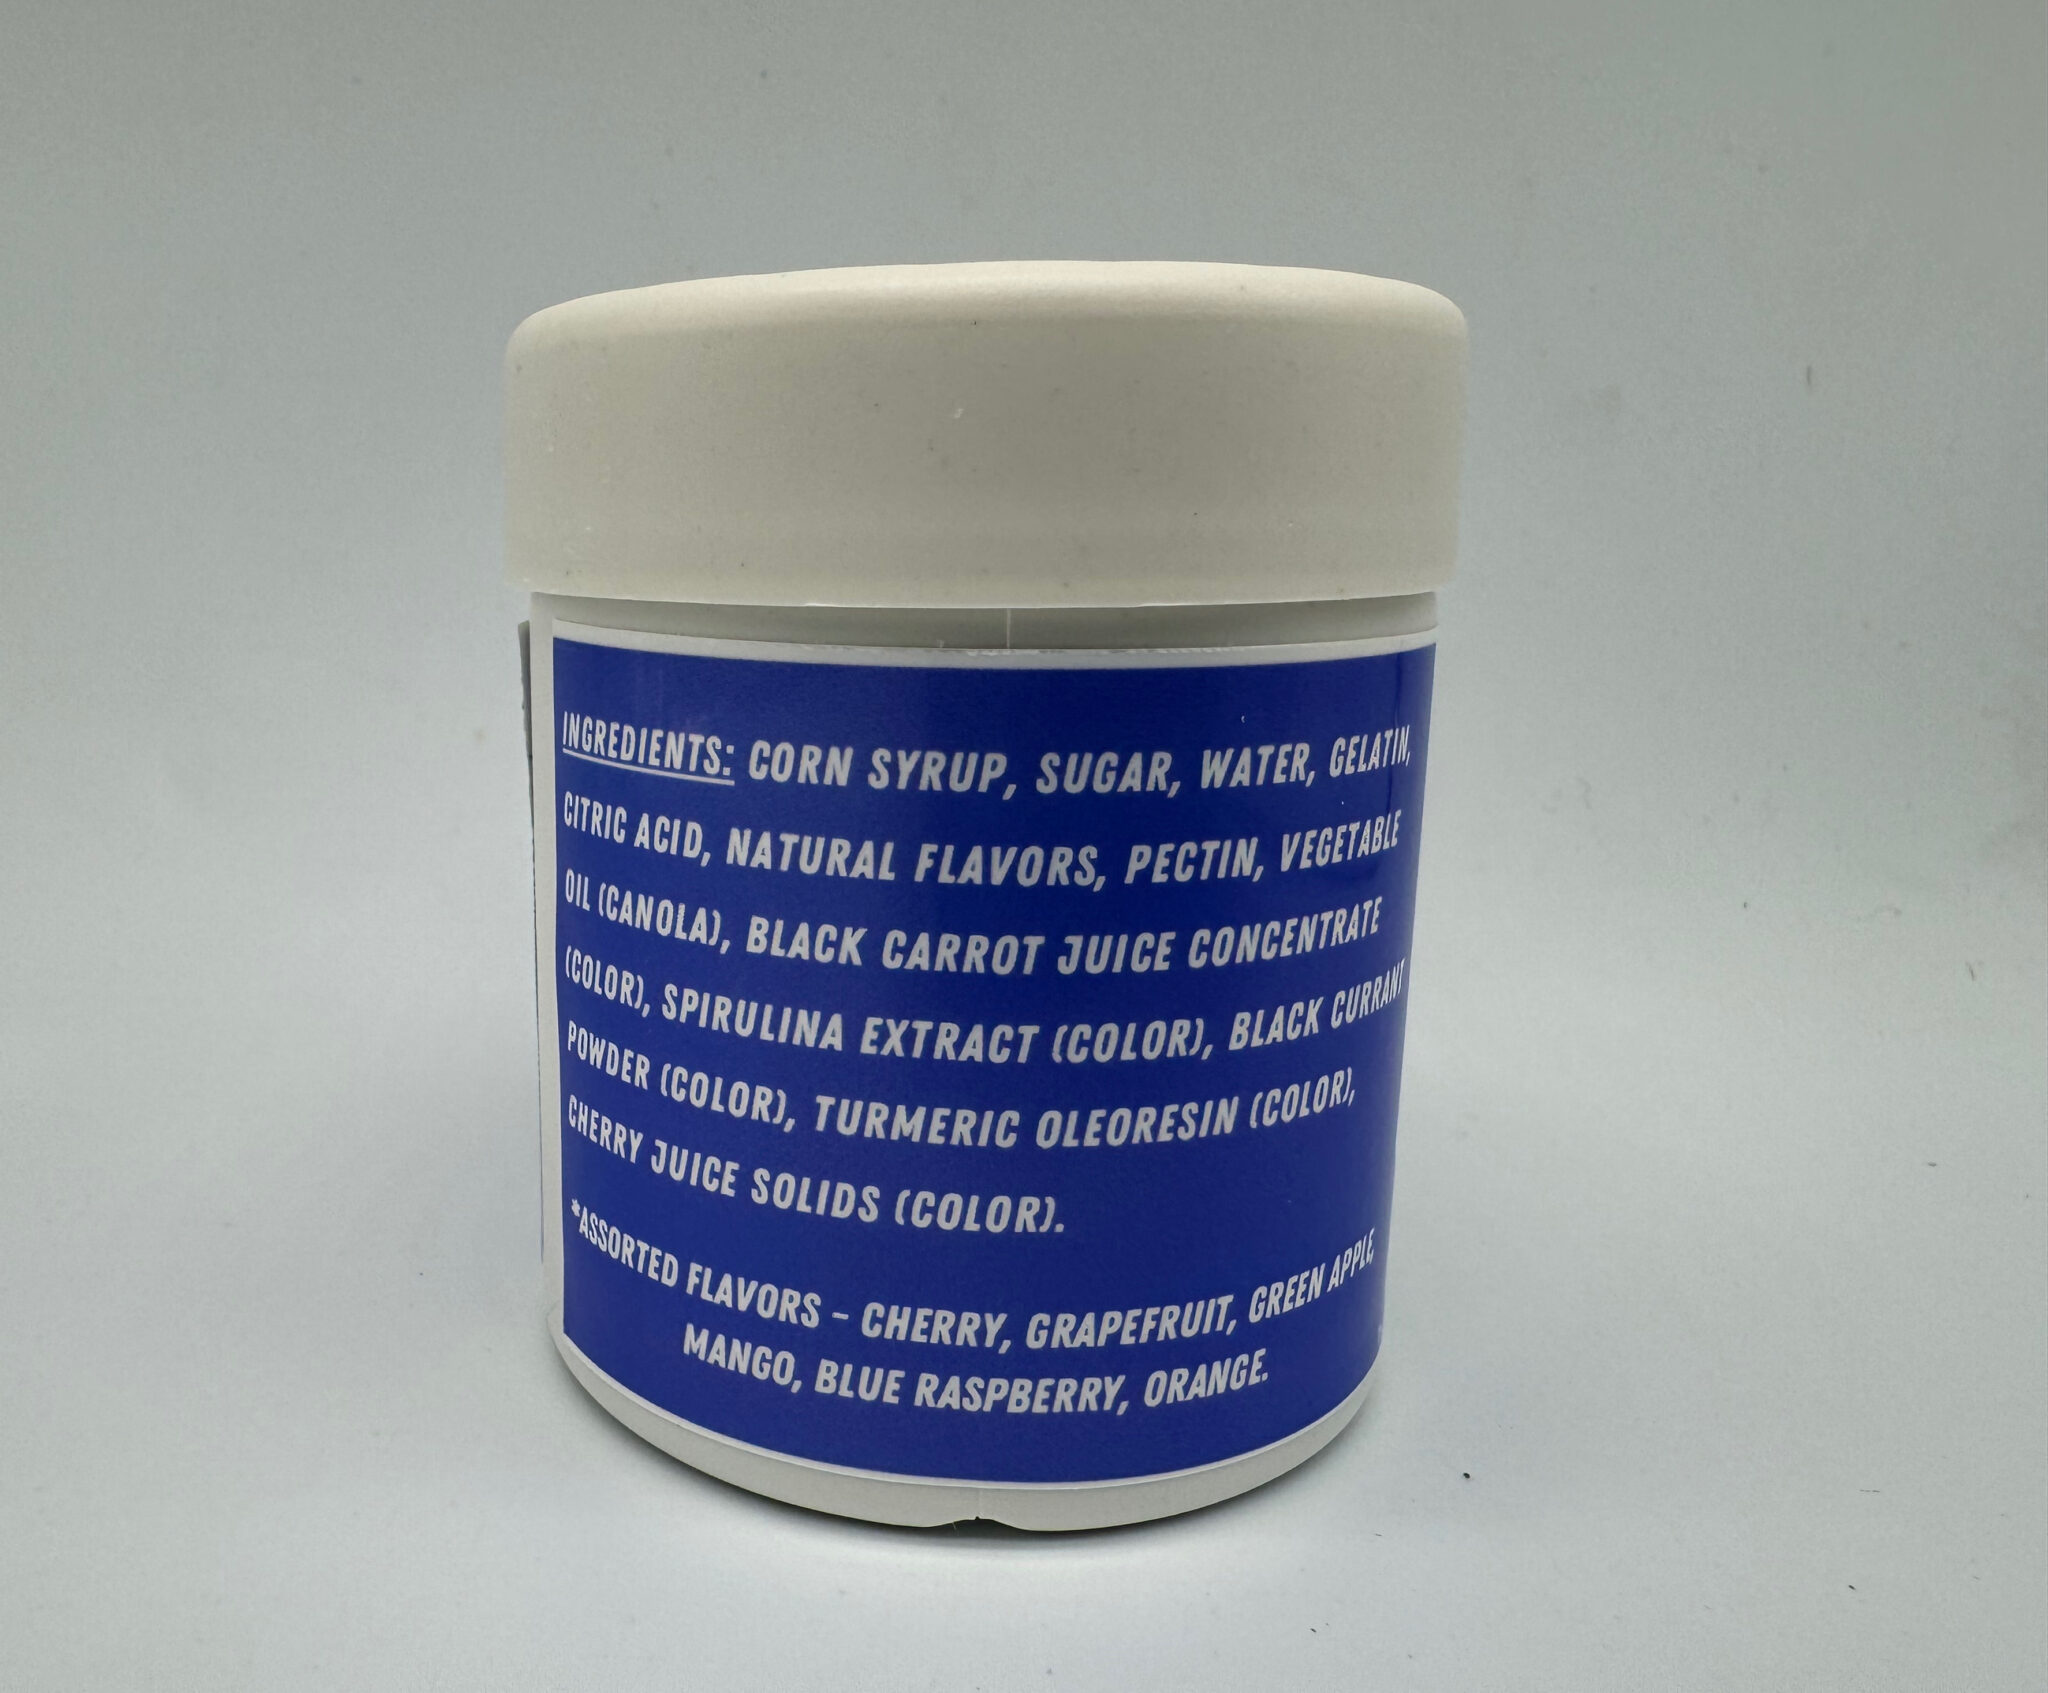 INGREDIENTS: CORN SYRUP, SUGAR, WATER, GELATIN,
CITRIC ACID, NATURAL FLAVORS, PECTIN, VEGETABLE
OIL (CANOLA), BLACK CARROT JUICE CONCENTRATE
(COLOR), SPIRULINA EXTRACT (COLOR), BLACK CURRANT
POWDER (COLOR), TURMERIC OLEORESIN (COLOR),
CHERRY JUICE SOLIDS (COLOR).
*ASSORTED FLAVORS - CHERRY, GRAPEFRUIT, GREEN APPLE,
MANGO, BLUE RASPBERRY, ORANGE.